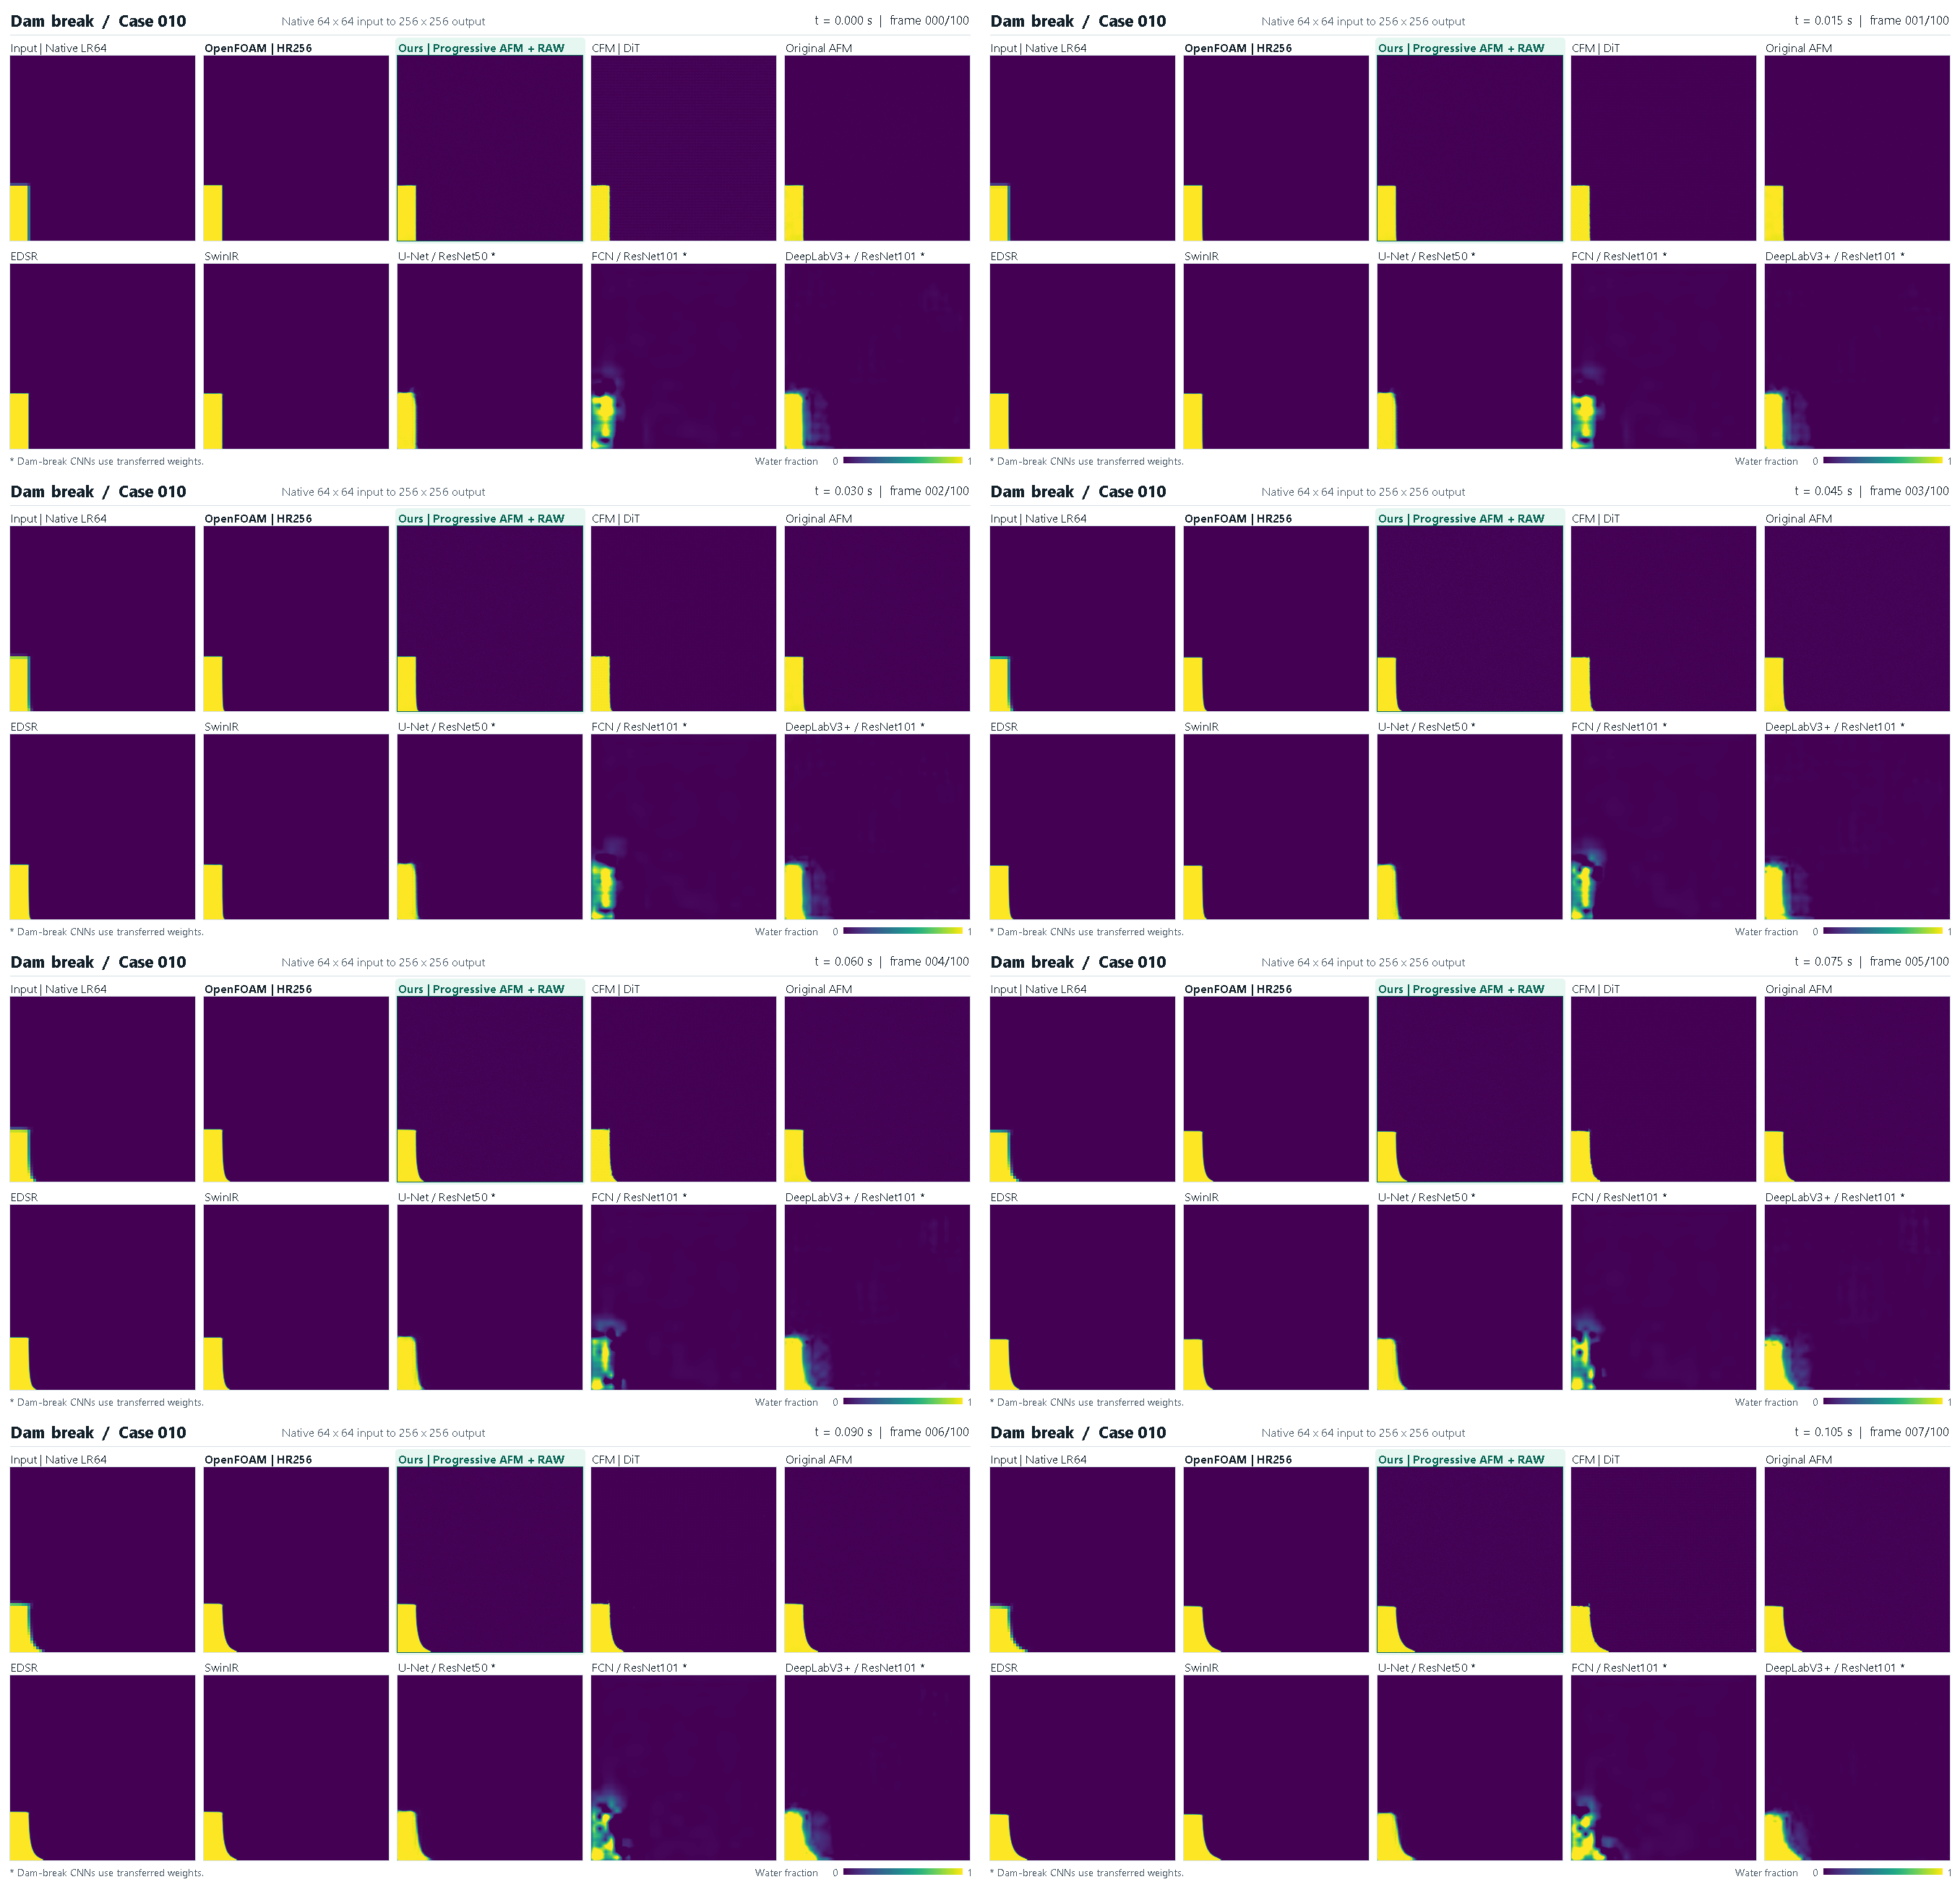 Dam break / Case 010 Native 64 x 64 input to 256 x 256 output t = 0.000 s | frame 000/100
Input | Native LR64 OpenFOAM | HR256 Ours | Progressive AFM + RAW CFM | DiT Original AFM
EDSR SwinIR U-Net / ResNet50 * FCN / ResNet101 * DeepLabV3+ / ResNet101 *
* Dam-break CNNs use transferred weights. Water fraction 0 1
Dam break / Case 010 Native 64 x 64 input to 256 x 256 output t = 0.015 s | frame 001/100
Input | Native LR64 OpenFOAM | HR256 Ours | Progressive AFM + RAW CFM | DiT Original AFM
EDSR SwinIR U-Net / ResNet50 * FCN / ResNet101 * DeepLabV3+ / ResNet101 *
* Dam-break CNNs use transferred weights. Water fraction 0 1
Dam break / Case 010 Native 64 x 64 input to 256 x 256 output t = 0.030 s | frame 002/100
Input | Native LR64 OpenFOAM | HR256 Ours | Progressive AFM + RAW CFM | DiT Original AFM
EDSR SwinIR U-Net / ResNet50 * FCN / ResNet101 * DeepLabV3+ / ResNet101 *
* Dam-break CNNs use transferred weights. Water fraction 0 1
Dam break / Case 010 Native 64 x 64 input to 256 x 256 output t = 0.045 s | frame 003/100
Input | Native LR64 OpenFOAM | HR256 Ours | Progressive AFM + RAW CFM | DiT Original AFM
EDSR SwinIR U-Net / ResNet50 * FCN / ResNet101 * DeepLabV3+ / ResNet101 *
* Dam-break CNNs use transferred weights. Water fraction 0 1
Dam break / Case 010 Native 64 x 64 input to 256 x 256 output t = 0.060 s | frame 004/100
Input | Native LR64 OpenFOAM | HR256 Ours | Progressive AFM + RAW CFM | DiT Original AFM
EDSR SwinIR U-Net / ResNet50 * FCN / ResNet101 * DeepLabV3+ / ResNet101 *
* Dam-break CNNs use transferred weights. Water fraction 0 1
Dam break / Case 010 Native 64 x 64 input to 256 x 256 output t = 0.075 s | frame 005/100
Input | Native LR64 OpenFOAM | HR256 Ours | Progressive AFM + RAW CFM | DiT Original AFM
EDSR SwinIR U-Net / ResNet50 * FCN / ResNet101 * DeepLabV3+ / ResNet101 *
* Dam-break CNNs use transferred weights. Water fraction 0 1
Dam break / Case 010 Native 64 x 64 input to 256 x 256 output t = 0.090 s | frame 006/100
Input | Native LR64 OpenFOAM | HR256 Ours | Progressive AFM + RAW CFM | DiT Original AFM
EDSR SwinIR U-Net / ResNet50 * FCN / ResNet101 * DeepLabV3+ / ResNet101 *
* Dam-break CNNs use transferred weights. Water fraction 0 1
Dam break / Case 010 Native 64 x 64 input to 256 x 256 output t = 0.105 s | frame 007/100
Input | Native LR64 OpenFOAM | HR256 Ours | Progressive AFM + RAW CFM | DiT Original AFM
EDSR SwinIR U-Net / ResNet50 * FCN / ResNet101 * DeepLabV3+ / ResNet101 *
* Dam-break CNNs use transferred weights. Water fraction 0 1